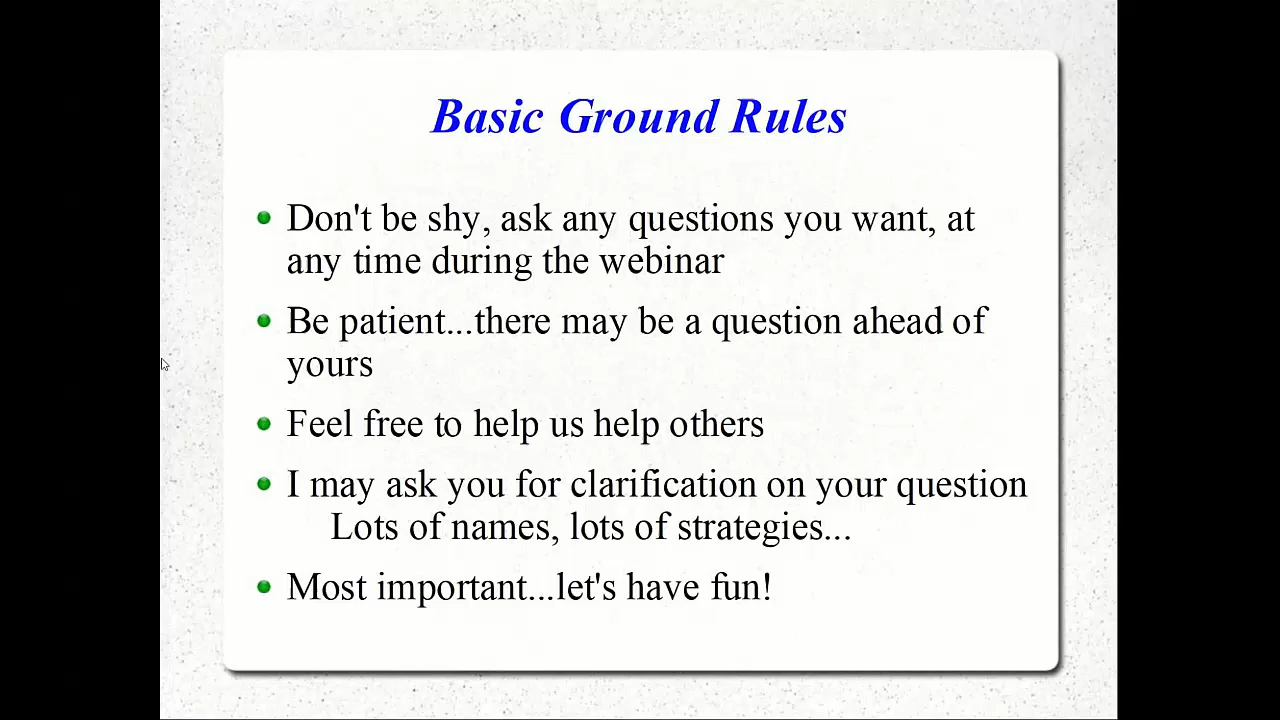 Basic Ground Rules
Don't be shy, ask any questions you want, at
any time during the webinar
Be patient...there may be a question ahead of
yours
Feel free to help us help others
I may ask you for clarification on your question
Lots of names, lots of strategies...
Most important...let's have fun!